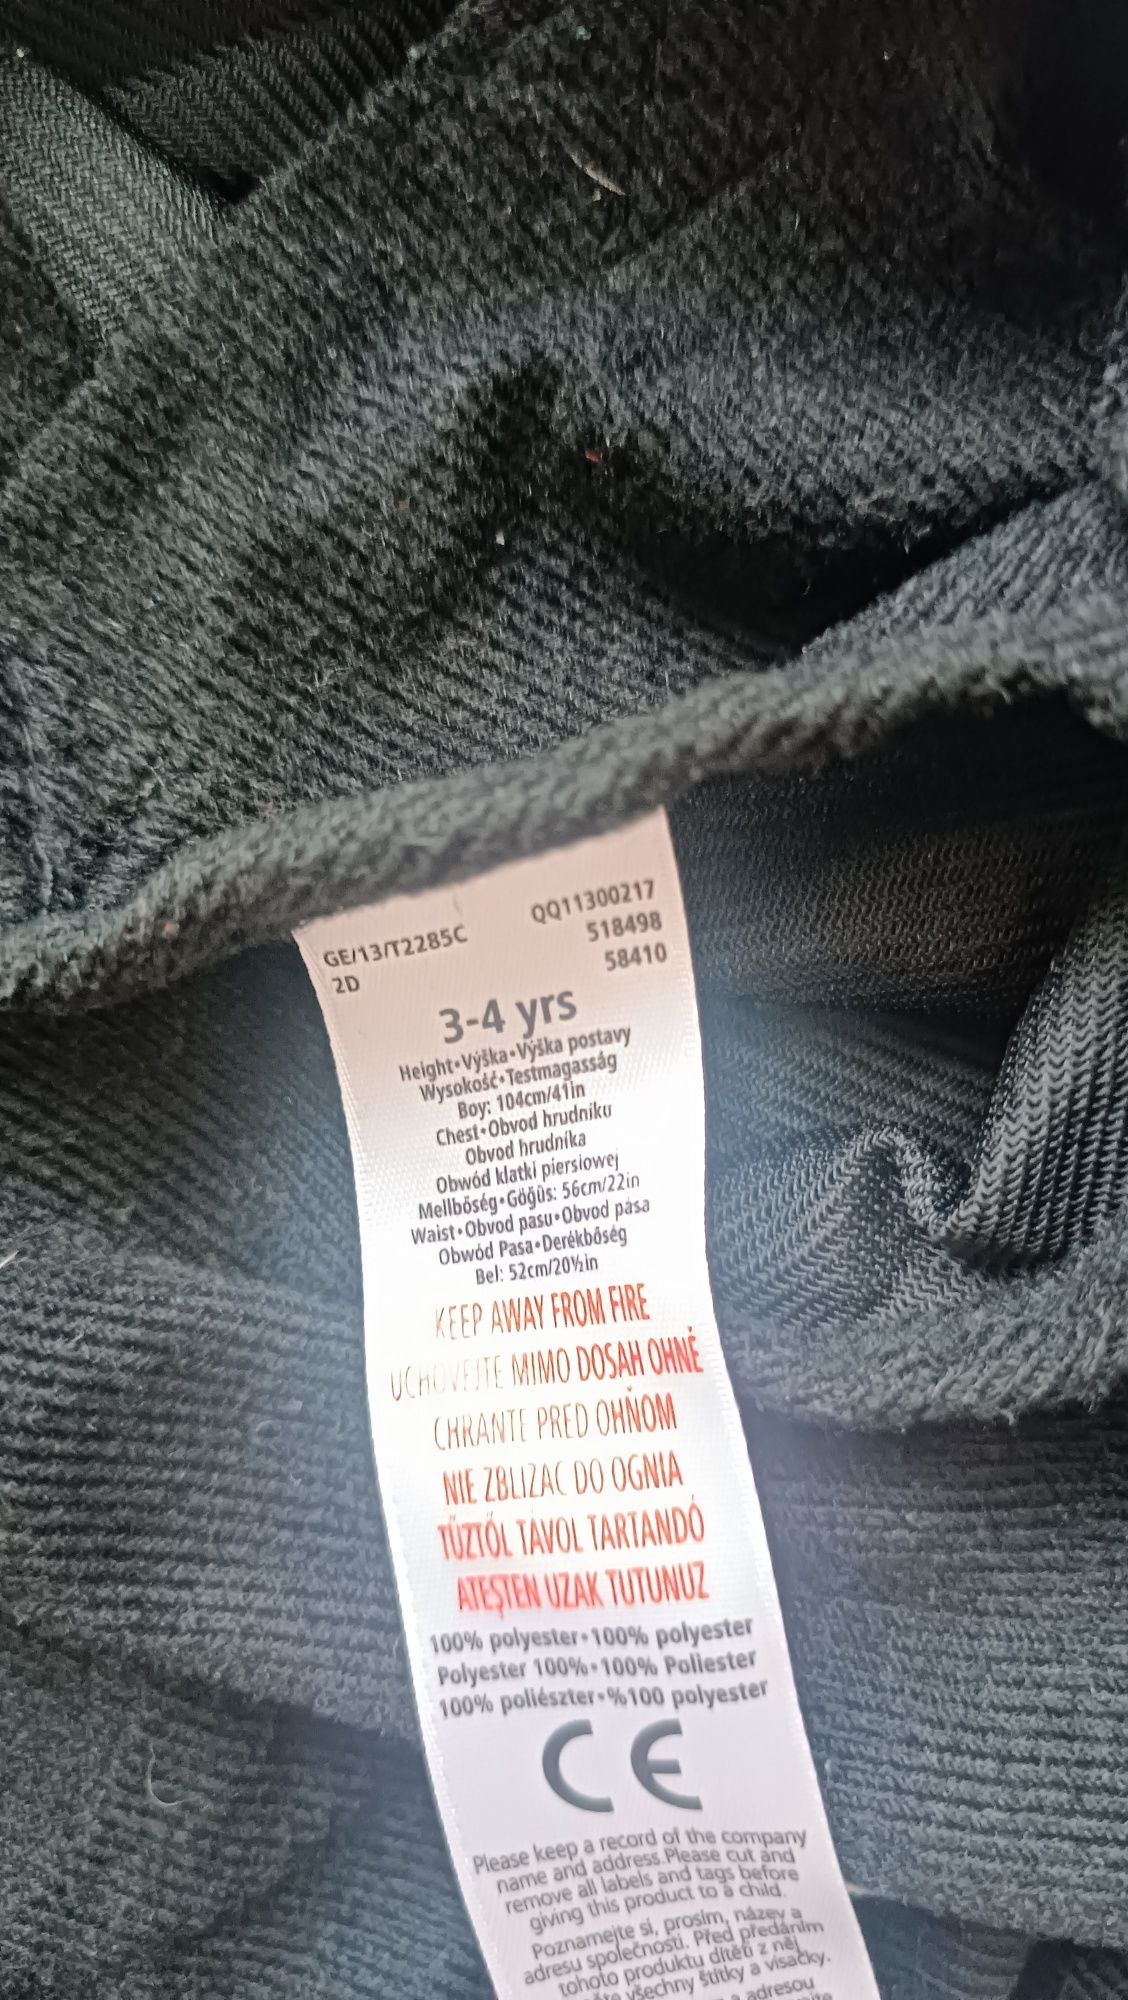 GE/13/T2285C
2D
QQ11300217
518498
58410
3-4 yrs
Height•Výška•Výška postavy
Wysokość•Testmagasság
Boy: 104cm/41in
Chest•Obvod hrudniku
Obvod hrudníka
Obwód klatki piersiowej
Mellbőség•Göğüs: 56cm/22in
Waist•Obvod pasu•Obvod pása
Obwód Pasa•Derékbőség
Bel: 52cm/20½in
KEEP AWAY FROM FIRE
UCHOVEJTE MIMO DOSAH OHNĚ
CHRANTE PRED OHŇOM
NIE ZBLIZAC DO OGNIA
TŰZTŐL TÁVOL TARTANDÓ
ATEŞTEN UZAK TUTUNUZ
100% polyester•100% polyester
Polyester 100%•100% Poliester
100% poliészter•%100 polyester
CE
Please keep a record of the company
name and address.Please cut and
remove all labels and tags before
giving this product to a child.
Poznamejte si, prosím, název a
adresu společnosti. Před předáním
tohoto produktu dítěti z něj
všechny štítky a visačky.
a adresou